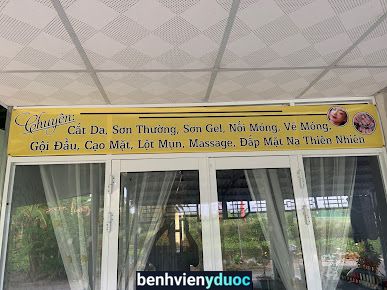 Chuyên:
Cắt Da, Sơn Thường, Sơn Gel, Nối Móng, Vẽ Móng,
Gội Đầu, Cạo Mặt, Lột Mụn, Massage, Đắp Mặt Nạ Thiên Nhiên
benhvienyduoc